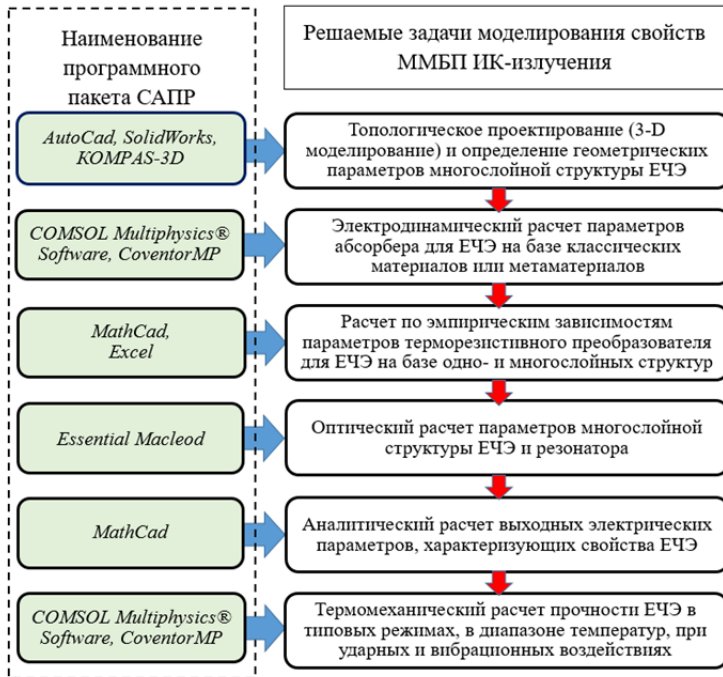 Наименование
программного
пакета САПР
Решаемые задачи моделирования свойств
ММБП ИК-излучения
AutoCad, SolidWorks,
KOMPAS-3D
Топологическое проектирование (3-D
моделирование) и определение геометрических
параметров многослойной структуры ЕЧЭ
COMSOL Multiphysics®
Software, CoventorMP
Электродинамический расчет параметров
абсорбера для ЕЧЭ на базе классических
материалов или метаматериалов
MathCad,
Excel
Расчет по эмпирическим зависимостям
параметров терморезистивного преобразователя
для ЕЧЭ на базе одно- и многослойных структур
Essential Macleod
Оптический расчет параметров многослойной
структуры ЕЧЭ и резонатора
MathCad
Аналитический расчет выходных электрических
параметров, характеризующих свойства ЕЧЭ
COMSOL Multiphysics®
Software, CoventorMP
Термомеханический расчет прочности ЕЧЭ в
типовых режимах, в диапазоне температур, при
ударных и вибрационных воздействиях